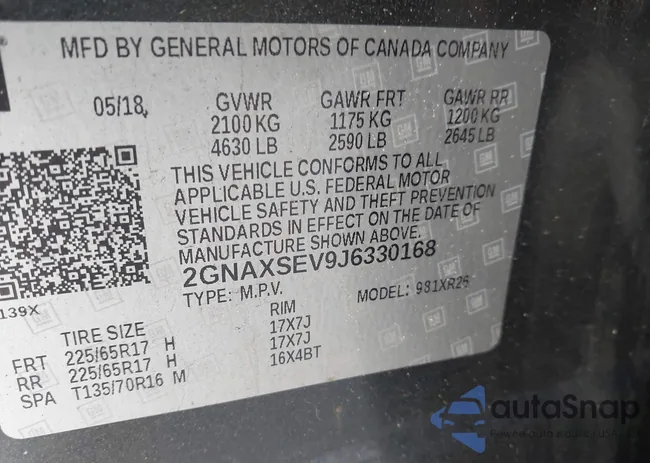 MFD BY GENERAL MOTORS OF CANADA COMPANY
05/18 GVWR GAWR FRT GAWR RR
2100 KG 1175 KG 1200 KG
4630 LB 2590 LB 2645 LB
THIS VEHICLE CONFORMS TO ALL
APPLICABLE U.S. FEDERAL MOTOR
VEHICLE SAFETY AND THEFT PREVENTION
STANDARDS IN EFFECT ON THE DATE OF
MANUFACTURE SHOWN ABOVE.
2GNAXSEV9J6330168
TYPE: M.P.V. MODEL: 981XR26
139X
TIRE SIZE RIM
FRT 225/65R17 H 17X7J
RR 225/65R17 H 17X7J
SPA T135/70R16 M 16X4BT
autoSnap